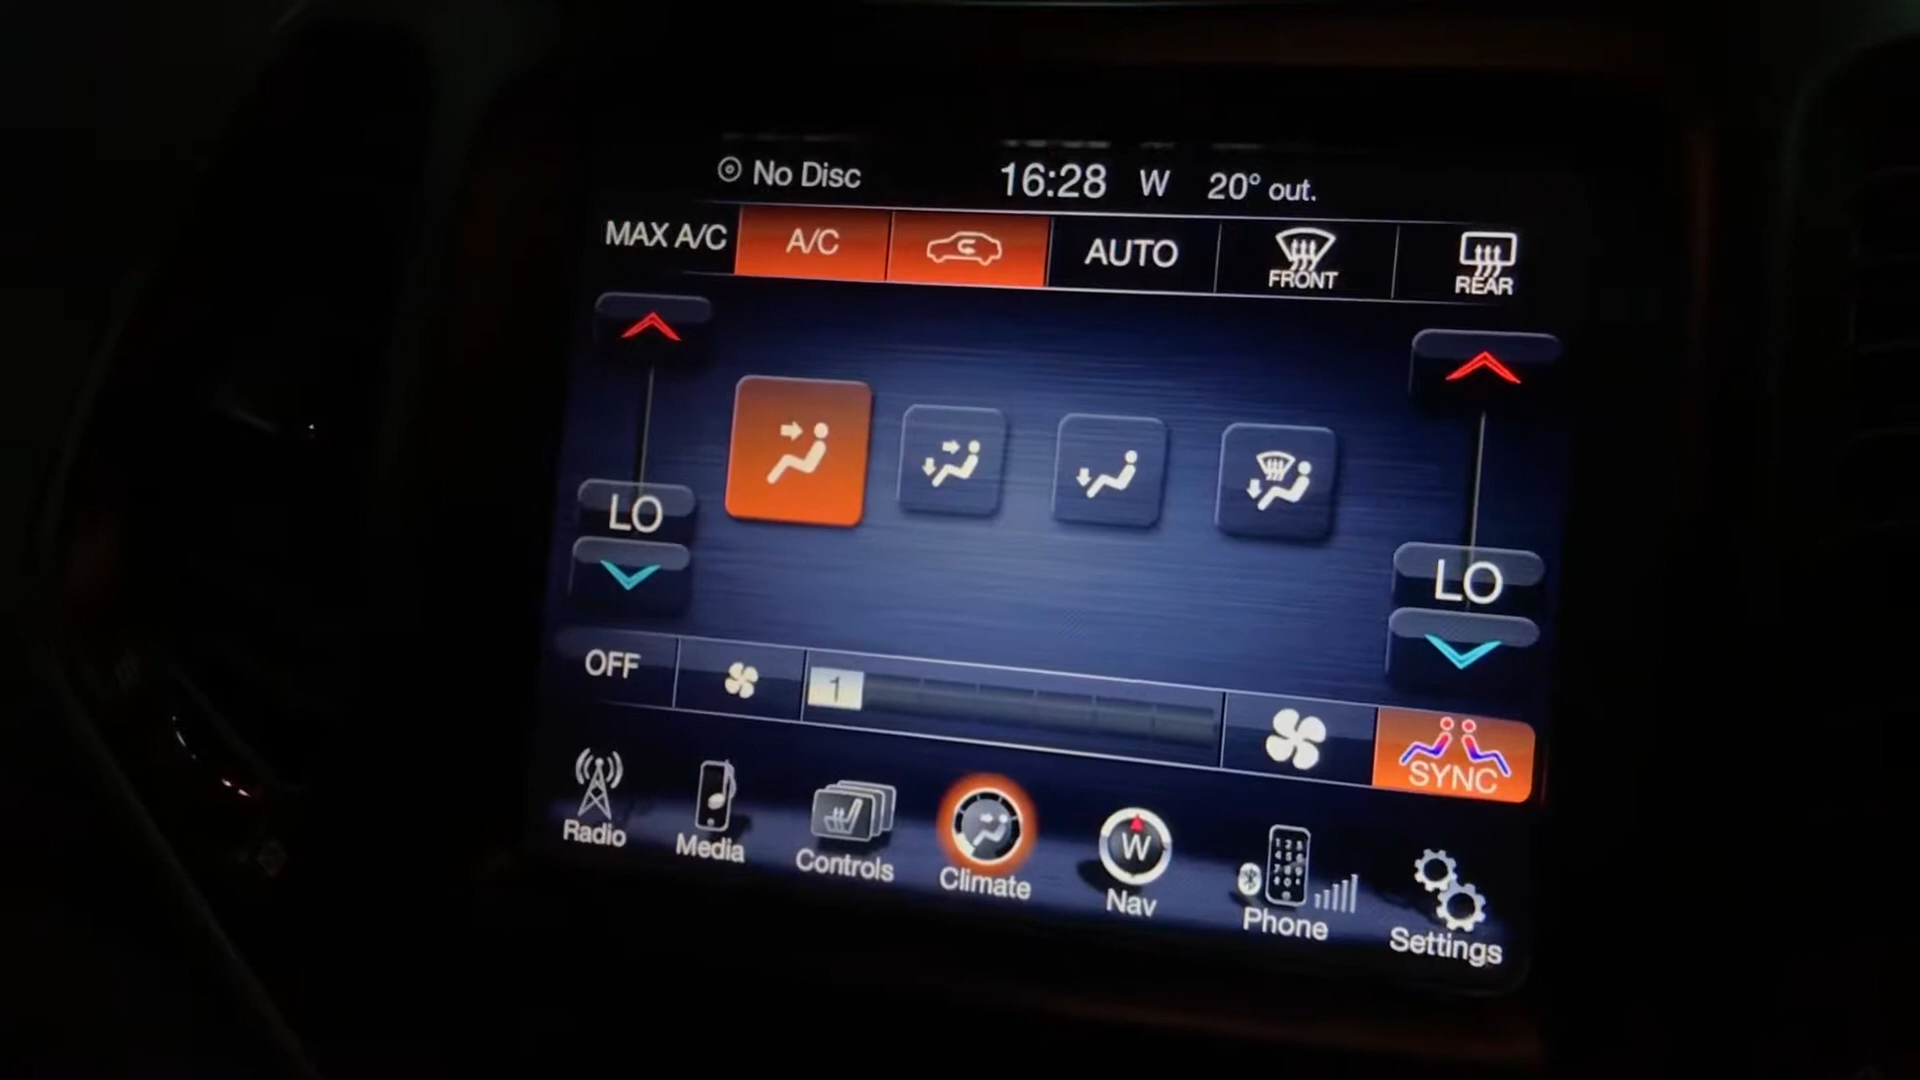 No Disc 16:28 W 20° out.
MAX A/C A/C AUTO FRONT REAR
LO LO
OFF 1 SYNC
W
Radio Media Controls Climate Nav Phone Settings